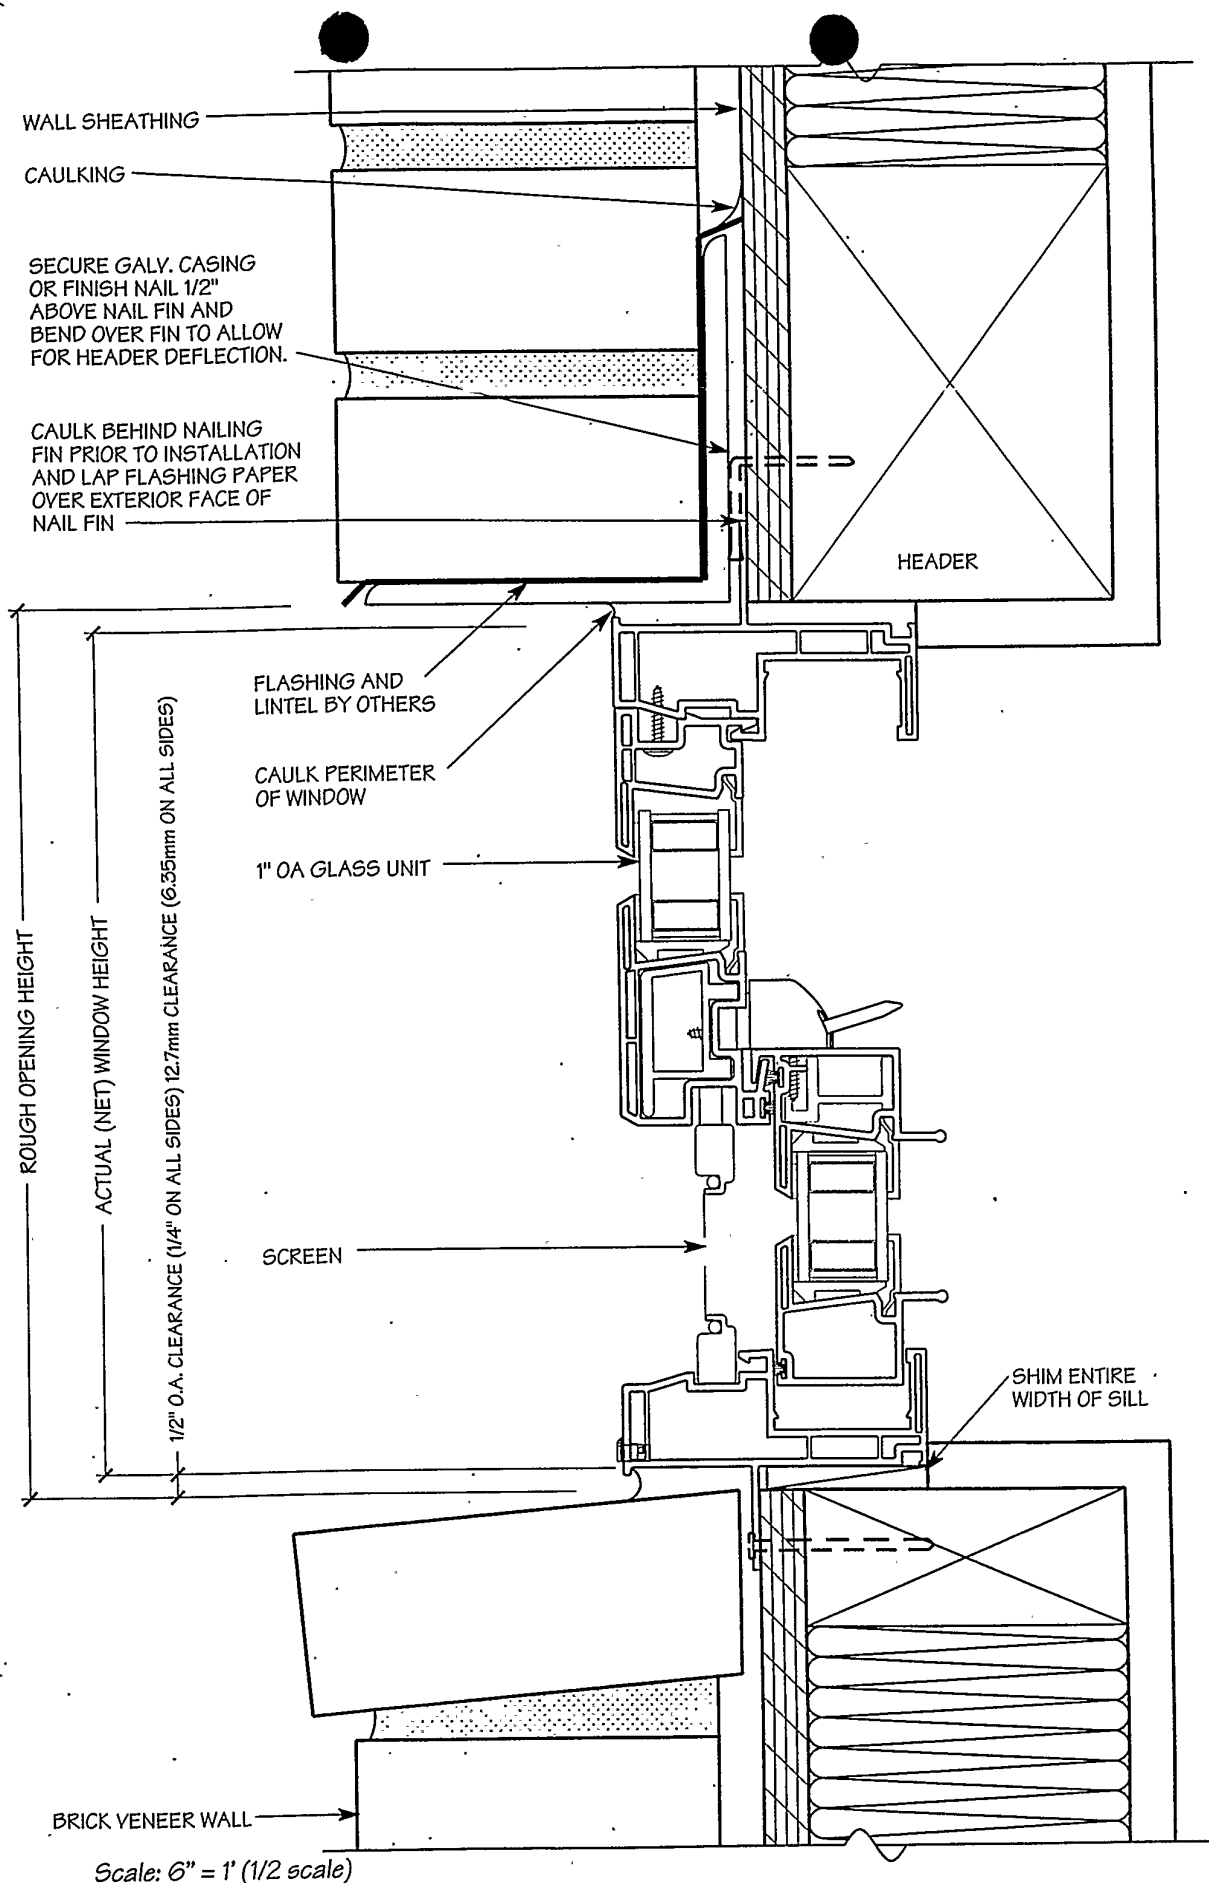 WALL SHEATHING
CAULKING
SECURE GALV. CASING
OR FINISH NAIL 1/2"
ABOVE NAIL FIN AND
BEND OVER FIN TO ALLOW
FOR HEADER DEFLECTION.
CAULK BEHIND NAILING
FIN PRIOR TO INSTALLATION
AND LAP FLASHING PAPER
OVER EXTERIOR FACE OF
NAIL FIN
HEADER
FLASHING AND
LINTEL BY OTHERS
CAULK PERIMETER
OF WINDOW
1" OA GLASS UNIT
ROUGH OPENING HEIGHT
ACTUAL (NET) WINDOW HEIGHT
1/2" O.A. CLEARANCE (1/4" ON ALL SIDES) 12.7mm CLEARANCE (6.35mm ON ALL SIDES)
SCREEN
SHIM ENTIRE
WIDTH OF SILL
BRICK VENEER WALL
Scale: 6" = 1' (1/2 scale)